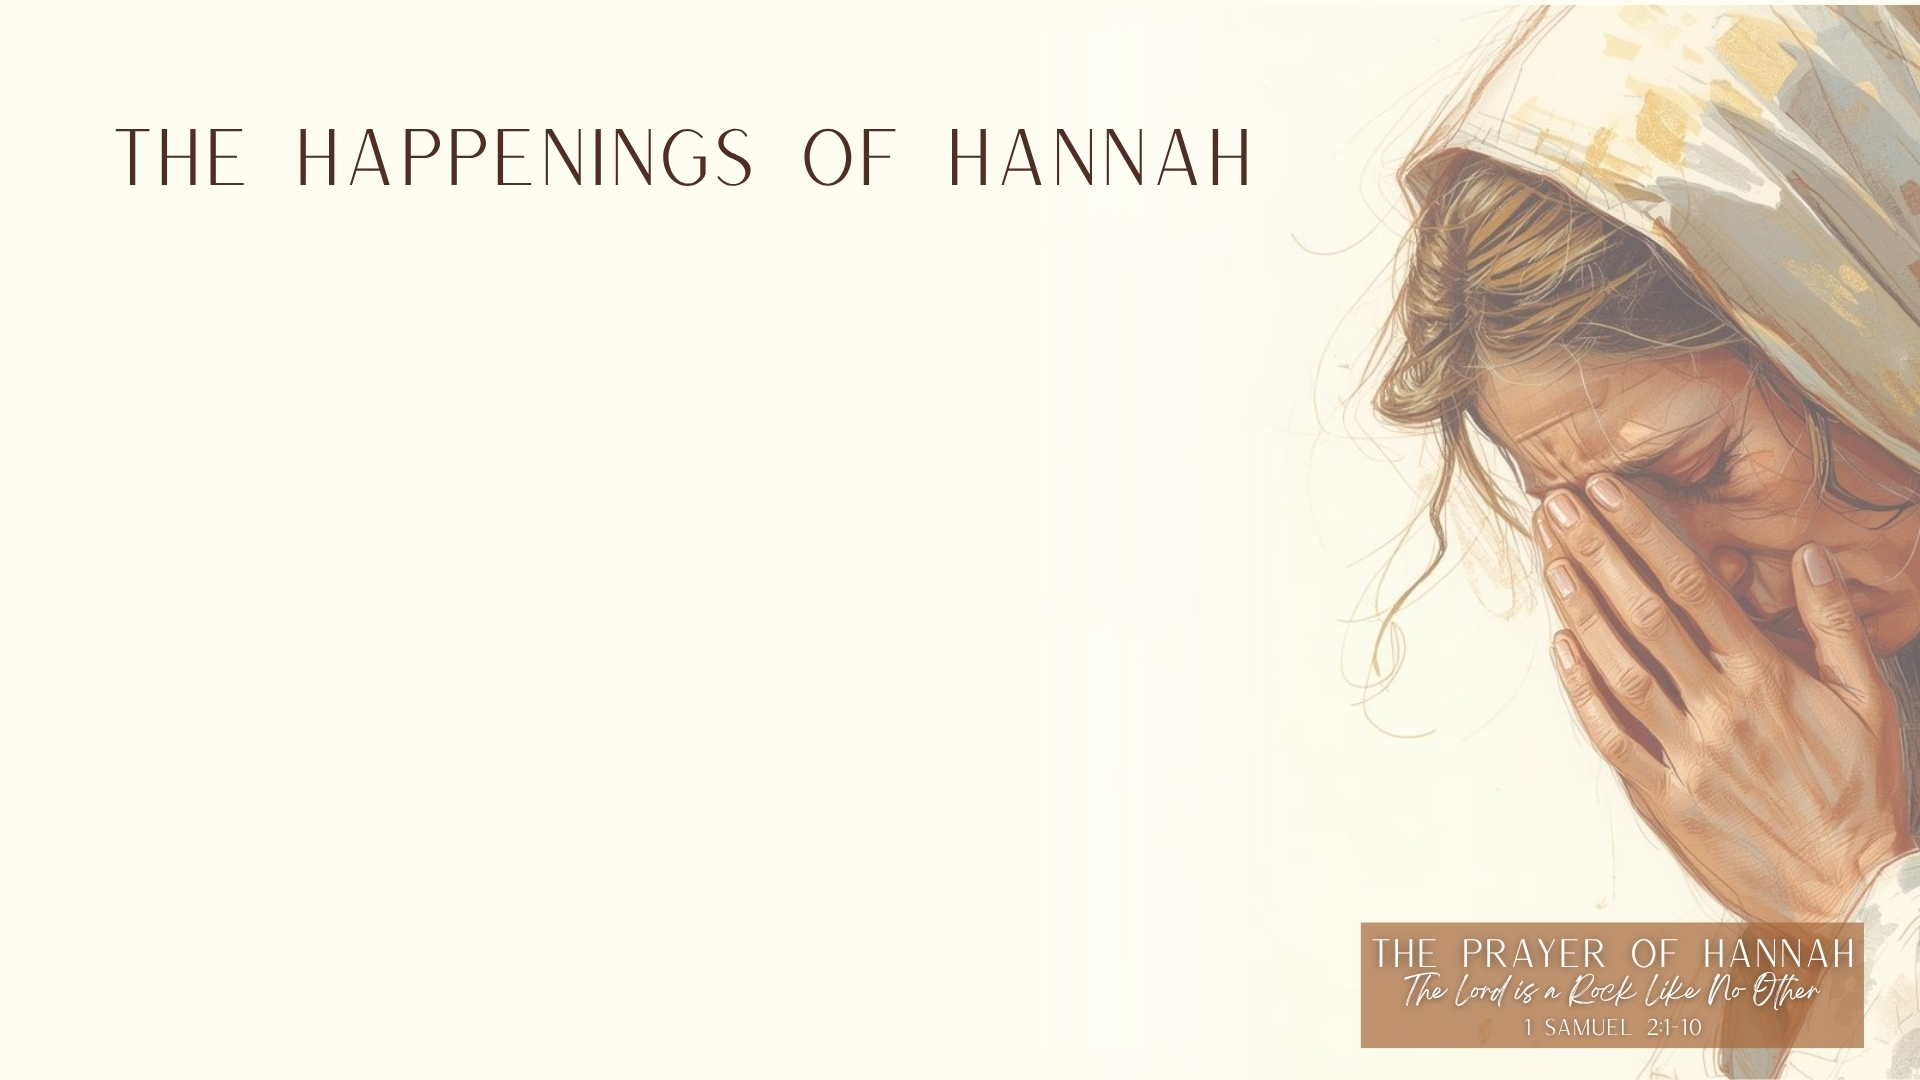 THE HAPPENINGS OF HANNAH
THE PRAYER OF HANNAH
The Lord is a Rock Like No Other
1 SAMUEL 2:1-10